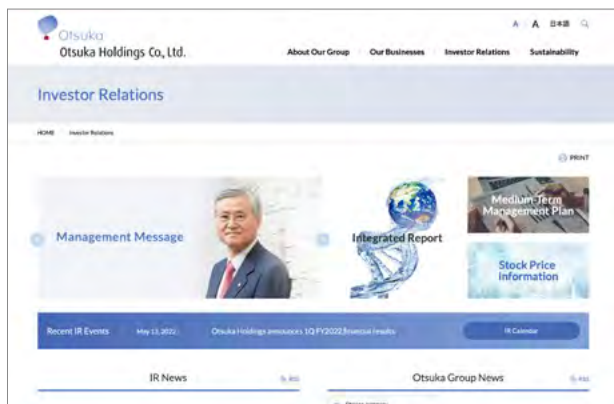 Otsuka
Otsuka Holdings Co., Ltd.
A A 日本語
About Our Group Our Businesses Investor Relations Sustainability
Investor Relations
HOME Investor Relations
PRINT
Management Message
Integrated Report
Medium-Term
Management Plan
Stock Price
Information
Recent IR Events May 13, 2022 Otsuka Holdings announces 1Q FY2022 financial results IR Calendar
IR News RSS Otsuka Group News RSS